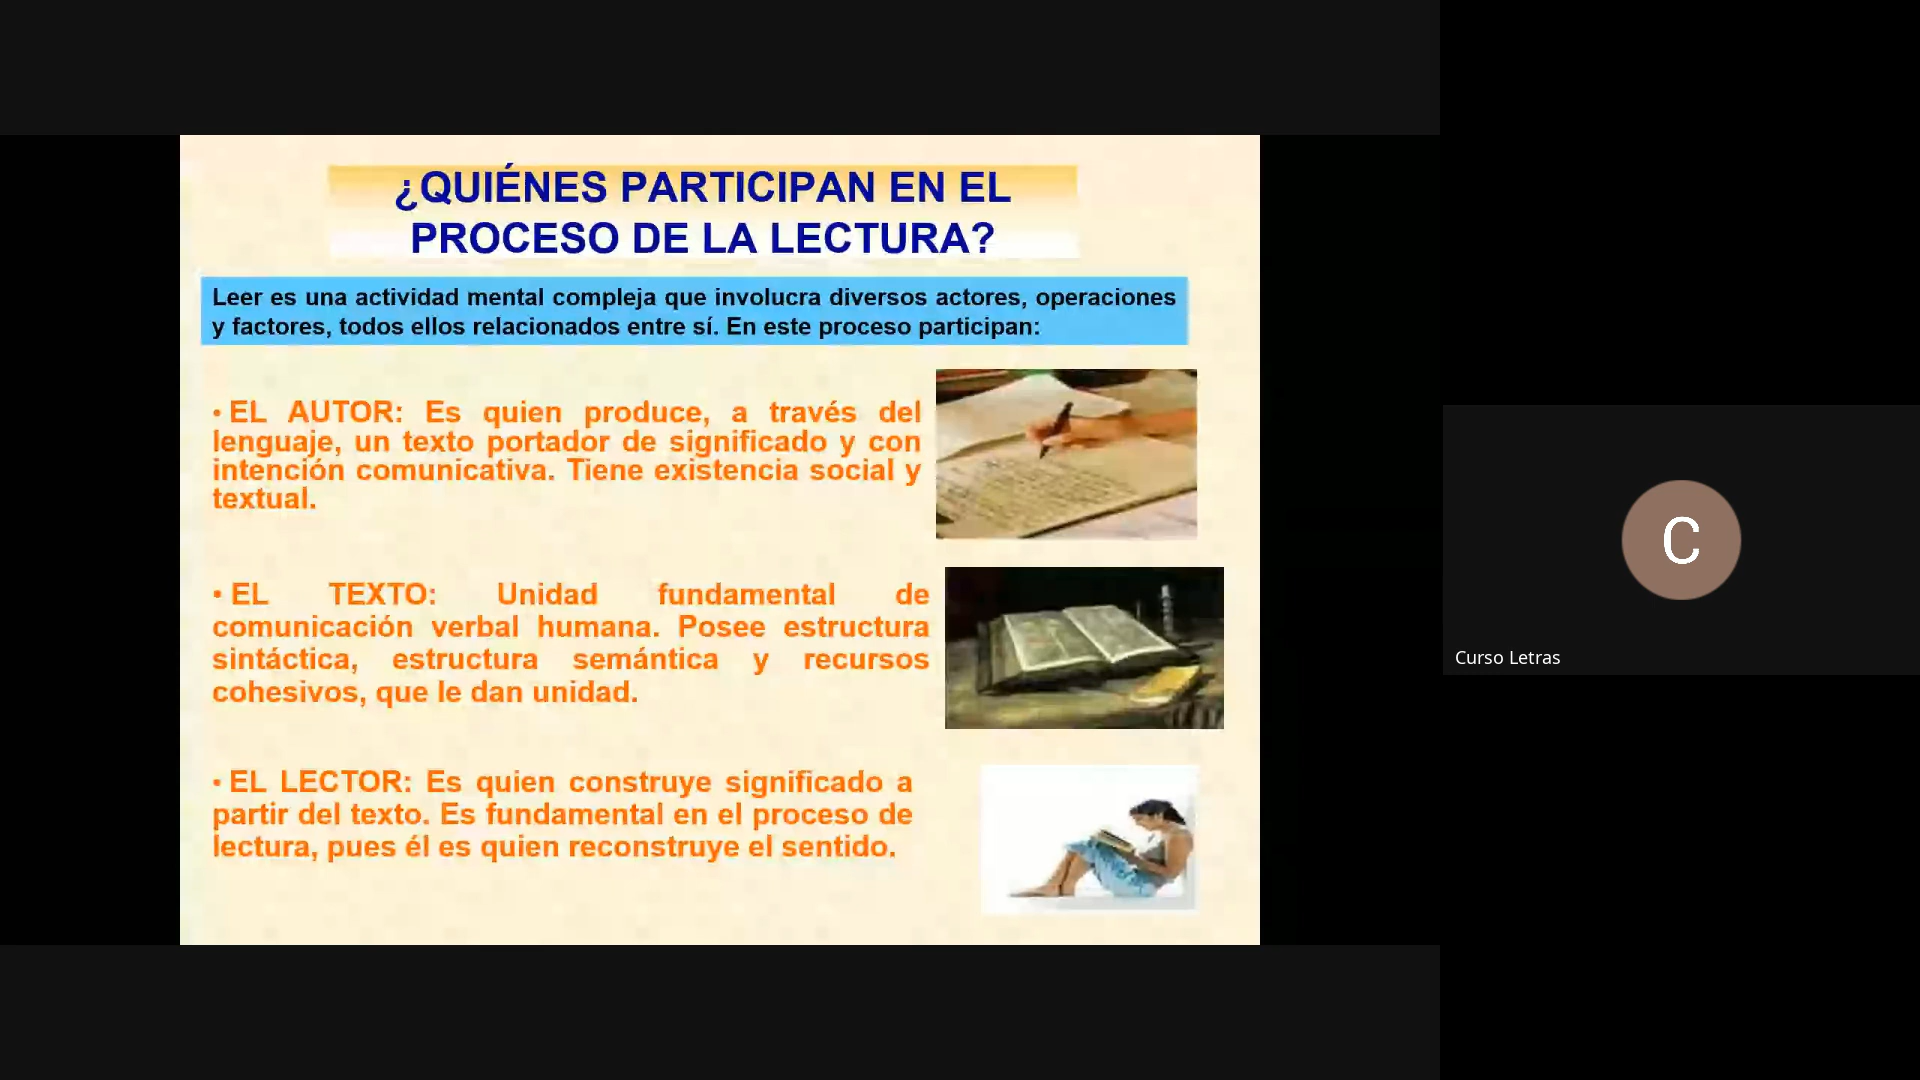 ¿QUIÉNES PARTICIPAN EN EL
PROCESO DE LA LECTURA?
Leer es una actividad mental compleja que involucra diversos actores, operaciones
y factores, todos ellos relacionados entre sí. En este proceso participan:
• EL AUTOR: Es quien produce, a través del
lenguaje, un texto portador de significado y con
intención comunicativa. Tiene existencia social y
textual.
• EL TEXTO: Unidad fundamental de
comunicación verbal humana. Posee estructura
sintáctica, estructura semántica y recursos
cohesivos, que le dan unidad.
• EL LECTOR: Es quien construye significado a
partir del texto. Es fundamental en el proceso de
lectura, pues él es quien reconstruye el sentido.
C
Curso Letras